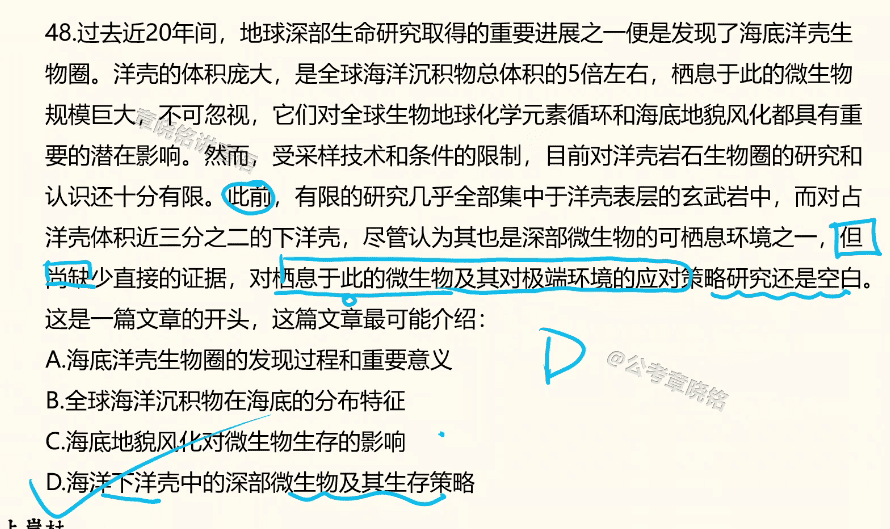 48.过去近20年间，地球深部生命研究取得的重要进展之一便是发现了海底洋壳生
物圈。洋壳的体积庞大，是全球海洋沉积物总体积的5倍左右，栖息于此的微生物
规模巨大，不可忽视，它们对全球生物地球化学元素循环和海底地貌风化都具有重
要的潜在影响。然而，受采样技术和条件的限制，目前对洋壳岩石生物圈的研究和
认识还十分有限。此前，有限的研究几乎全部集中于洋壳表层的玄武岩中，而对占
洋壳体积近三分之二的下洋壳，尽管认为其也是深部微生物的可栖息环境之一，但
尚缺少直接的证据，对栖息于此的微生物及其对极端环境的应对策略研究还是空白。
这是一篇文章的开头，这篇文章最可能介绍：
A.海底洋壳生物圈的发现过程和重要意义
D
@公考章晓铭
B.全球海洋沉积物在海底的分布特征
C.海底地貌风化对微生物生存的影响
D.海洋下洋壳中的深部微生物及其生存策略